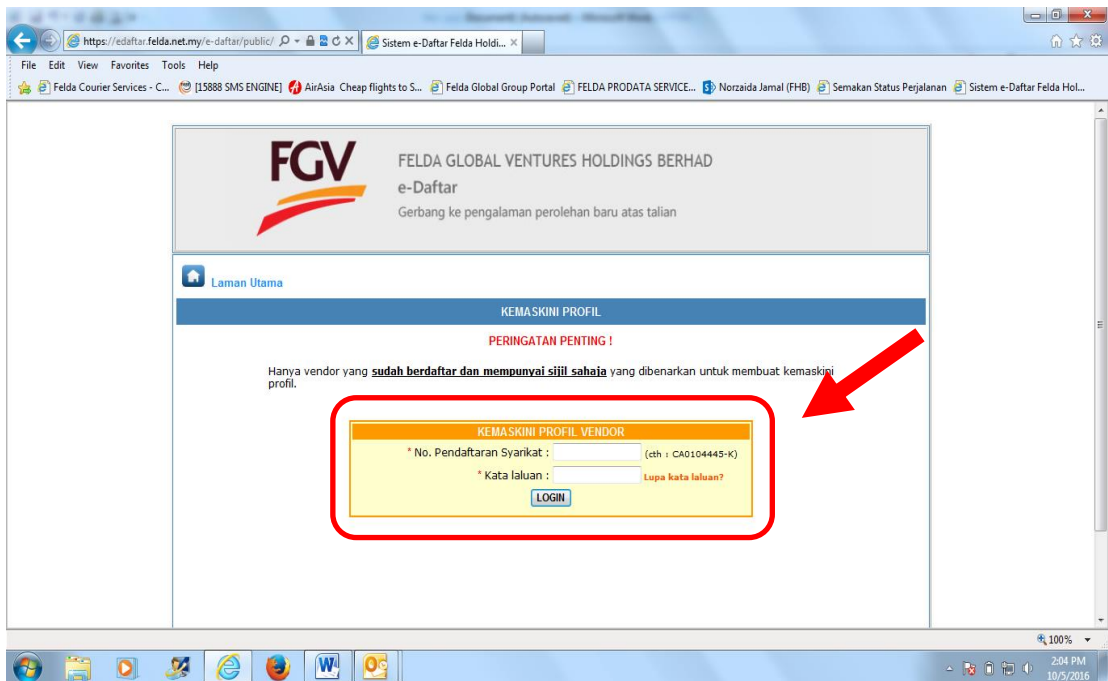 https://edaftar.felda.net.my/e-daftar/public/
Sistem e-Daftar Felda Holdi...
File Edit View Favorites Tools Help
Felda Courier Services - C... [15888 SMS ENGINE] AirAsia Cheap flights to S... Felda Global Group Portal FELDA PRODATA SERVICE... Norzaida Jamal (FHB) Semakan Status Perjalanan Sistem e-Daftar Felda Hol...
FGV
FELDA GLOBAL VENTURES HOLDINGS BERHAD
e-Daftar
Gerbang ke pengalaman perolehan baru atas talian
Laman Utama
KEMASKINI PROFIL
PERINGATAN PENTING !
Hanya vendor yang sudah berdaftar dan mempunyai sijil sahaja yang dibenarkan untuk membuat kemaskini
profil.
KEMASKINI PROFIL VENDOR
* No. Pendaftaran Syarikat : (cth : CA0104445-K)
* Kata laluan : Lupa kata laluan?
LOGIN
100%
2:04 PM
10/5/2016